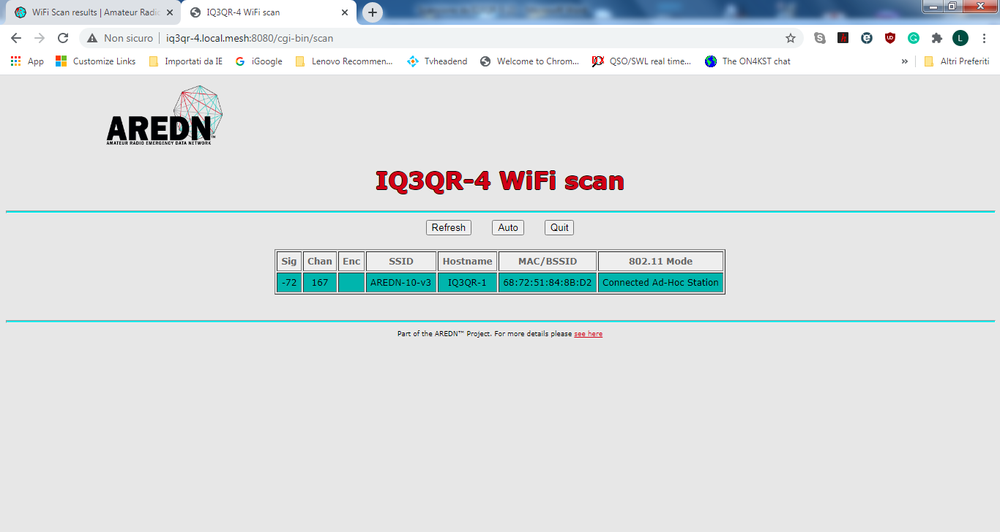 WiFi Scan results | Amateur Radio
IQ3QR-4 WiFi scan
Non sicuro
iq3qr-4.local.mesh:8080/cgi-bin/scan
L
App
Customize Links
Importati da IE
iGoogle
Lenovo Recommen...
Tvheadend
Welcome to Chrom...
QSO/SWL real time...
The ON4KST chat
»
Altri Preferiti
AREDN™
AMATEUR RADIO EMERGENCY DATA NETWORK
IQ3QR-4 WiFi scan
Refresh Auto Quit
Sig Chan Enc SSID Hostname MAC/BSSID 802.11 Mode
-72 167 AREDN-10-v3 IQ3QR-1 68:72:51:84:8B:D2 Connected Ad-Hoc Station
Part of the AREDN™ Project. For more details please see here